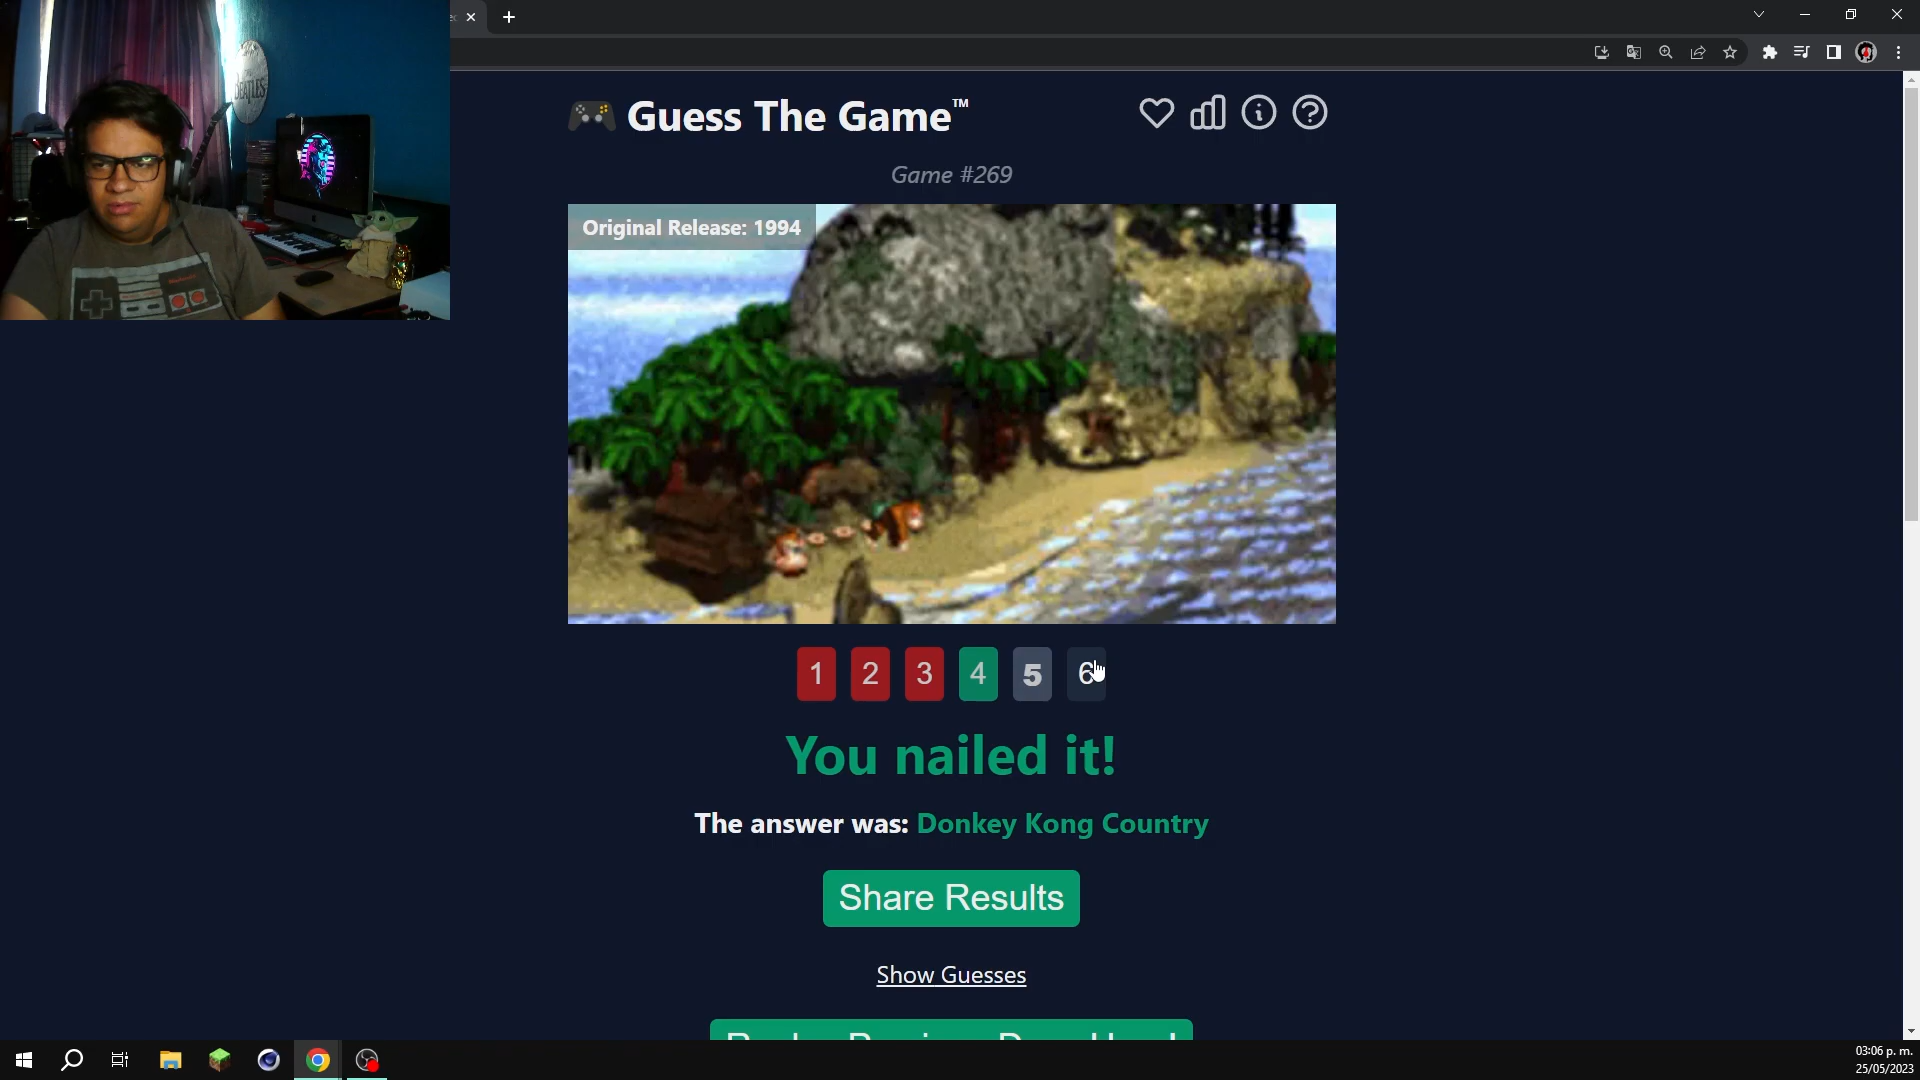 BEATLES
Guess The Game™
Game #269
Original Release: 1994
1 2 3 4 5 6
You nailed it!
The answer was: Donkey Kong Country
Share Results
Show Guesses
03:06 p. m.
25/05/2023